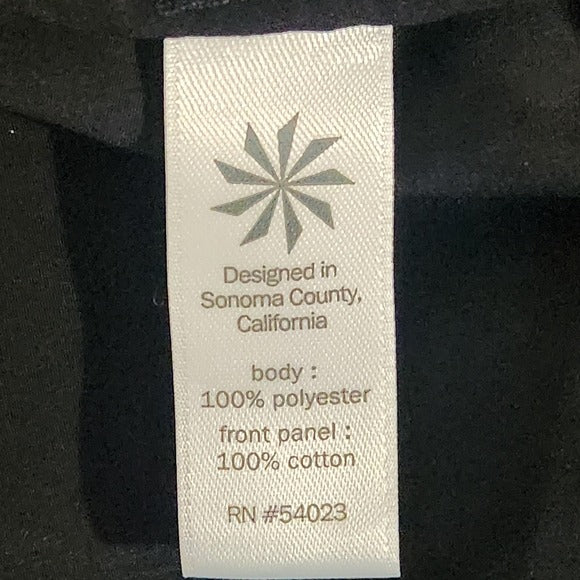 Designed in
Sonoma County,
California
body :
100% polyester
front panel :
100% cotton
RN #54023